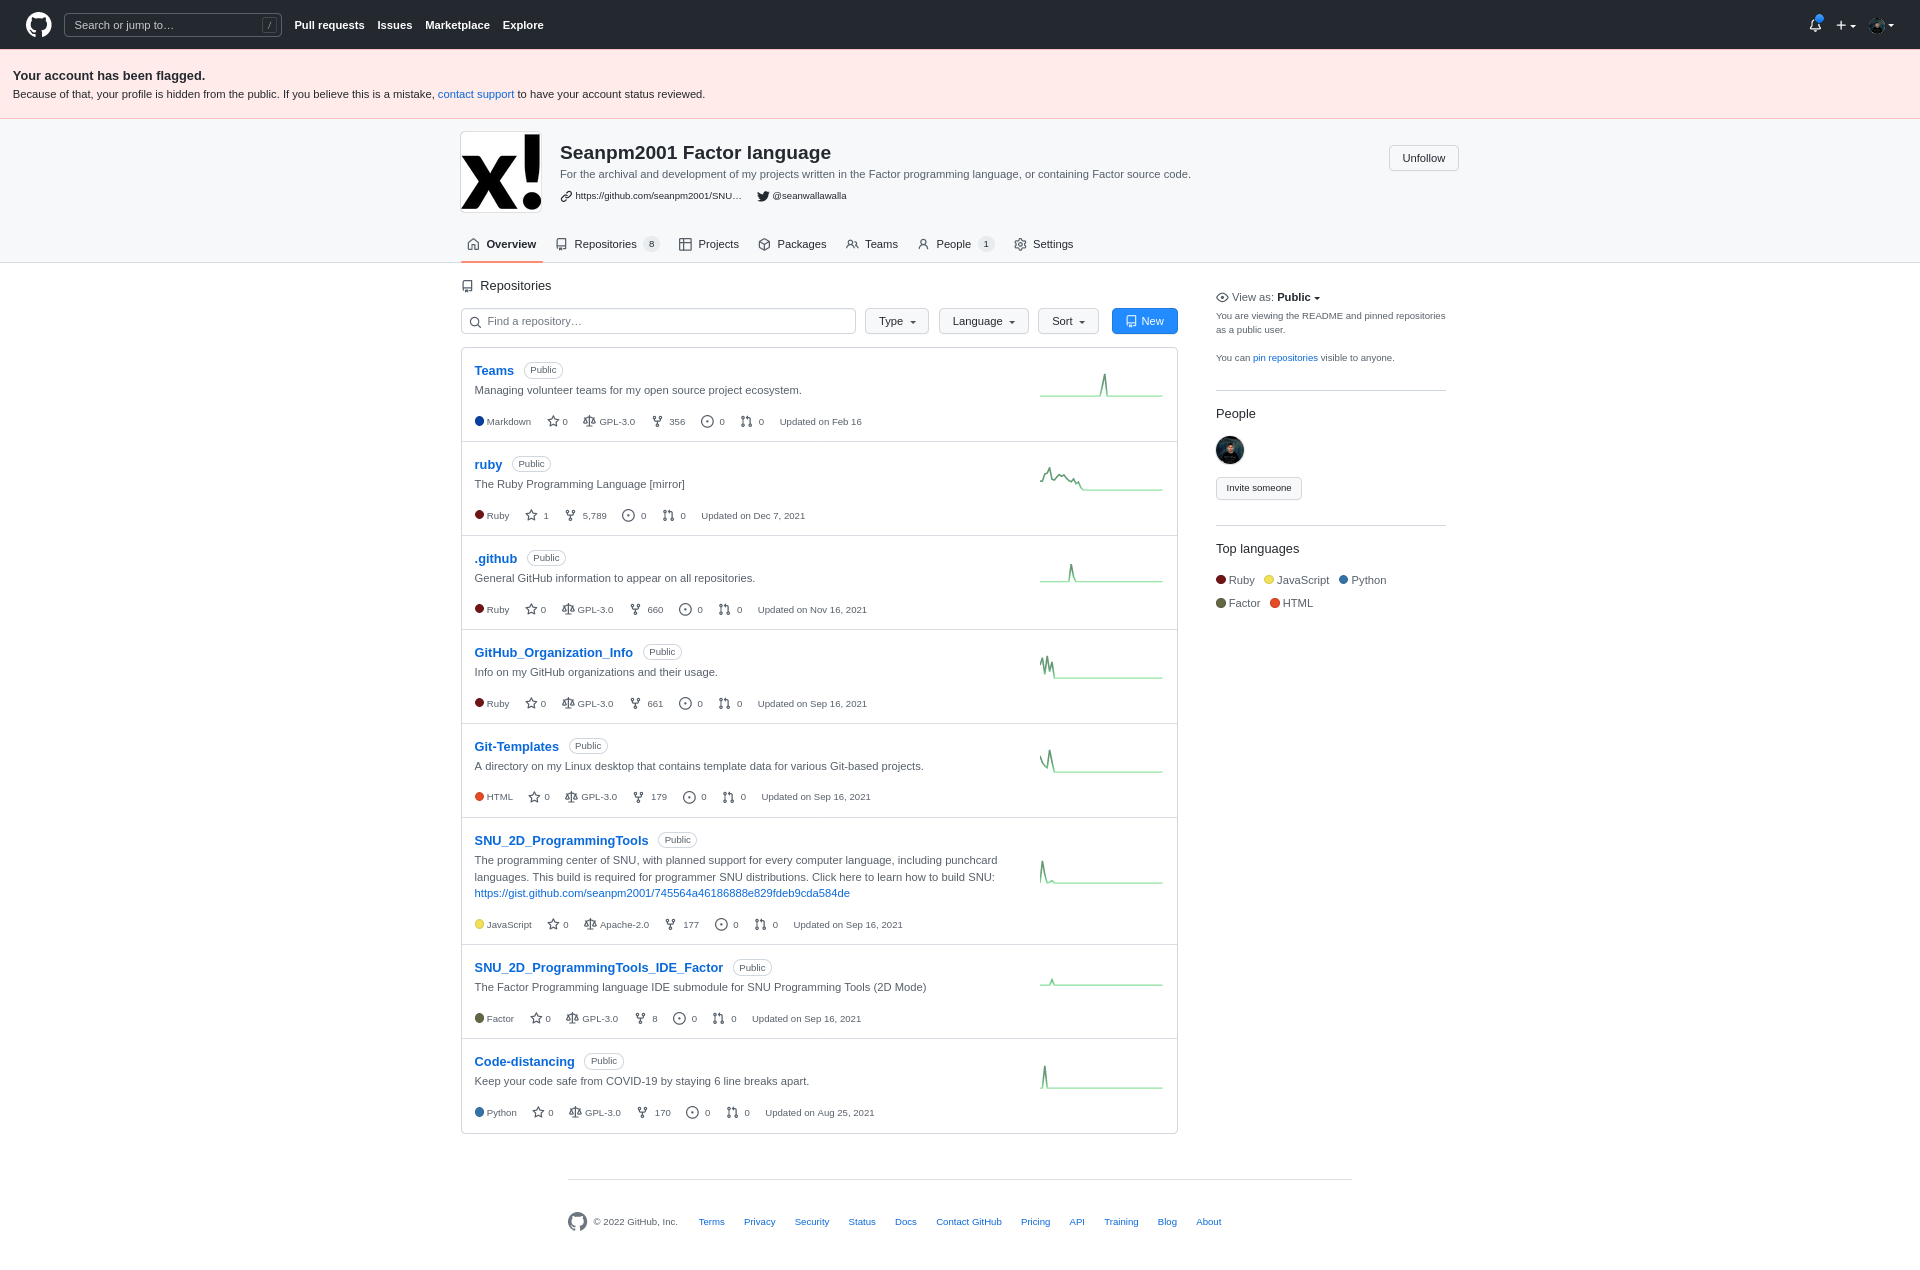 Search or jump to…
/
Pull requests
Issues
Marketplace
Explore
Your account has been flagged.
Because of that, your profile is hidden from the public. If you believe this is a mistake, contact support to have your account status reviewed.
x!
Seanpm2001 Factor language
For the archival and development of my projects written in the Factor programming language, or containing Factor source code.
https://github.com/seanpm2001/SNU…
@seanwallawalla
Unfollow
Overview
Repositories 8
Projects
Packages
Teams
People 1
Settings
Repositories
Find a repository…
Type
Language
Sort
New
Teams Public
Managing volunteer teams for my open source project ecosystem.
Markdown 0 GPL-3.0 356 0 0 Updated on Feb 16
ruby Public
The Ruby Programming Language [mirror]
Ruby 1 5,789 0 0 Updated on Dec 7, 2021
.github Public
General GitHub information to appear on all repositories.
Ruby 0 GPL-3.0 660 0 0 Updated on Nov 16, 2021
GitHub_Organization_Info Public
Info on my GitHub organizations and their usage.
Ruby 0 GPL-3.0 661 0 0 Updated on Sep 16, 2021
Git-Templates Public
A directory on my Linux desktop that contains template data for various Git-based projects.
HTML 0 GPL-3.0 179 0 0 Updated on Sep 16, 2021
SNU_2D_ProgrammingTools Public
The programming center of SNU, with planned support for every computer language, including punchcard
languages. This build is required for programmer SNU distributions. Click here to learn how to build SNU:
https://gist.github.com/seanpm2001/745564a46186888e829fdeb9cda584de
JavaScript 0 Apache-2.0 177 0 0 Updated on Sep 16, 2021
SNU_2D_ProgrammingTools_IDE_Factor Public
The Factor Programming language IDE submodule for SNU Programming Tools (2D Mode)
Factor 0 GPL-3.0 8 0 0 Updated on Sep 16, 2021
Code-distancing Public
Keep your code safe from COVID-19 by staying 6 line breaks apart.
Python 0 GPL-3.0 170 0 0 Updated on Aug 25, 2021
View as: Public
You are viewing the README and pinned repositories
as a public user.
You can pin repositories visible to anyone.
People
Invite someone
Top languages
Ruby JavaScript Python
Factor HTML
© 2022 GitHub, Inc.
Terms
Privacy
Security
Status
Docs
Contact GitHub
Pricing
API
Training
Blog
About